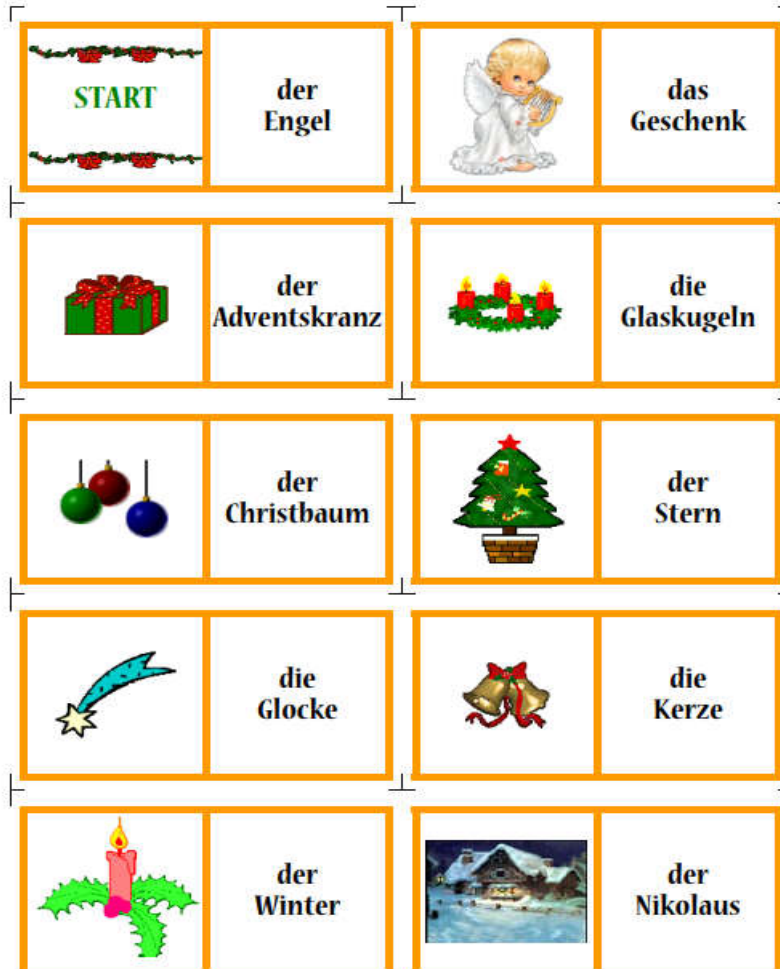 START
der
Engel
das
Geschenk
der
Adventskranz
die
Glaskugeln
der
Christbaum
der
Stern
die
Glocke
die
Kerze
der
Winter
der
Nikolaus